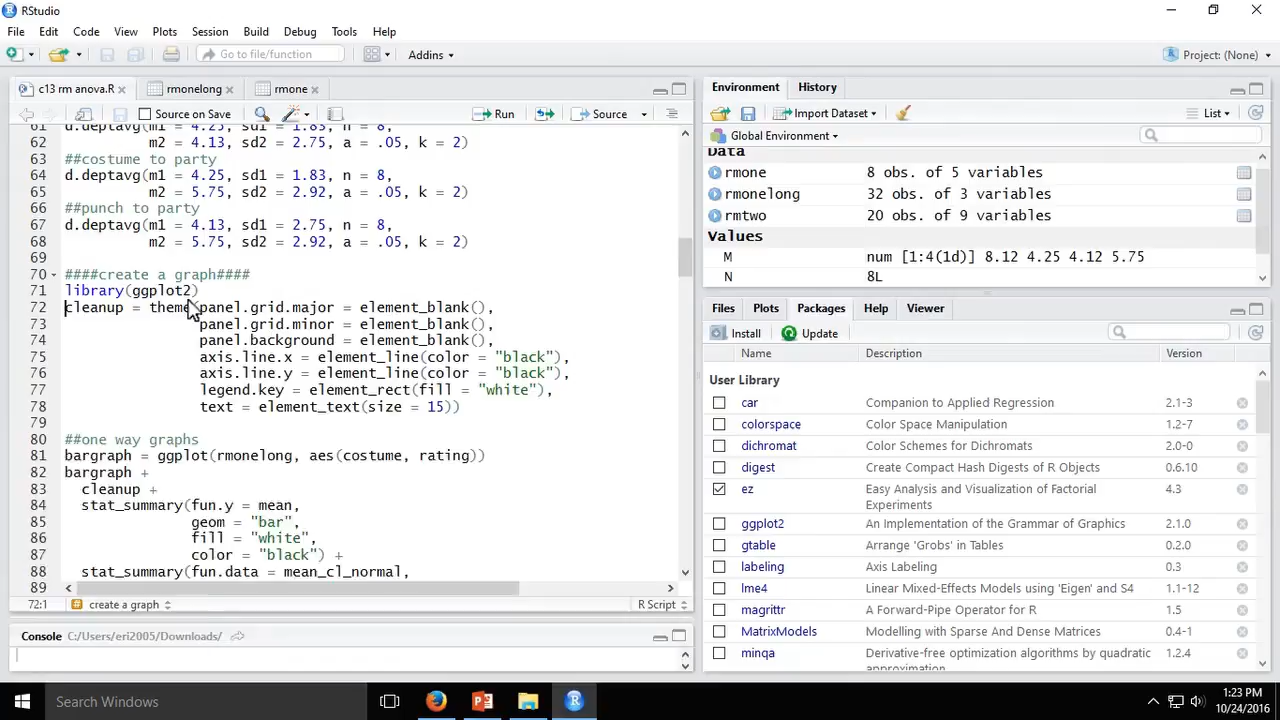 RStudio
File Edit Code View Plots Session Build Debug Tools Help
Go to file/function Addins Project: (None)
c13 rm anova.R rmonelong rmone
Source on Save Run Source
61 d.deptavg(m1 = 4.25, sd1 = 1.83, n = 8,
62 m2 = 4.13, sd2 = 2.75, a = .05, k = 2)
63 ##costume to party
64 d.deptavg(m1 = 4.25, sd1 = 1.83, n = 8,
65 m2 = 5.75, sd2 = 2.92, a = .05, k = 2)
66 ##punch to party
67 d.deptavg(m1 = 4.13, sd1 = 2.75, n = 8,
68 m2 = 5.75, sd2 = 2.92, a = .05, k = 2)
69
70 ####create a graph####
71 library(ggplot2)
72 cleanup = theme(panel.grid.major = element_blank(),
73 panel.grid.minor = element_blank(),
74 panel.background = element_blank(),
75 axis.line.x = element_line(color = "black"),
76 axis.line.y = element_line(color = "black"),
77 legend.key = element_rect(fill = "white"),
78 text = element_text(size = 15))
79
80 ##one way graphs
81 bargraph = ggplot(rmonelong, aes(costume, rating))
82 bargraph +
83 cleanup +
84 stat_summary(fun.y = mean,
85 geom = "bar",
86 fill = "white",
87 color = "black") +
88 stat_summary(fun.data = mean_cl_normal,
89
72:1 create a graph R Script
Console C:/Users/eri2005/Downloads/
Environment History
Import Dataset List
Global Environment
Data
rmone 8 obs. of 5 variables
rmonelong 32 obs. of 3 variables
rmtwo 20 obs. of 9 variables
Values
M num [1:4(1d)] 8.12 4.25 4.12 5.75
N 8L
Files Plots Packages Help Viewer
Install Update
Name Description Version
User Library
car Companion to Applied Regression 2.1-3
colorspace Color Space Manipulation 1.2-7
dichromat Color Schemes for Dichromats 2.0-0
digest Create Compact Hash Digests of R Objects 0.6.10
ez Easy Analysis and Visualization of Factorial Experiments 4.3
ggplot2 An Implementation of the Grammar of Graphics 2.1.0
gtable Arrange 'Grobs' in Tables 0.2.0
labeling Axis Labeling 0.3
lme4 Linear Mixed-Effects Models using 'Eigen' and S4 1.1-12
magrittr A Forward-Pipe Operator for R 1.5
MatrixModels Modelling with Sparse And Dense Matrices 0.4-1
minqa Derivative-free optimization algorithms by quadratic approximation 1.2.4
Search Windows
1:23 PM
10/24/2016